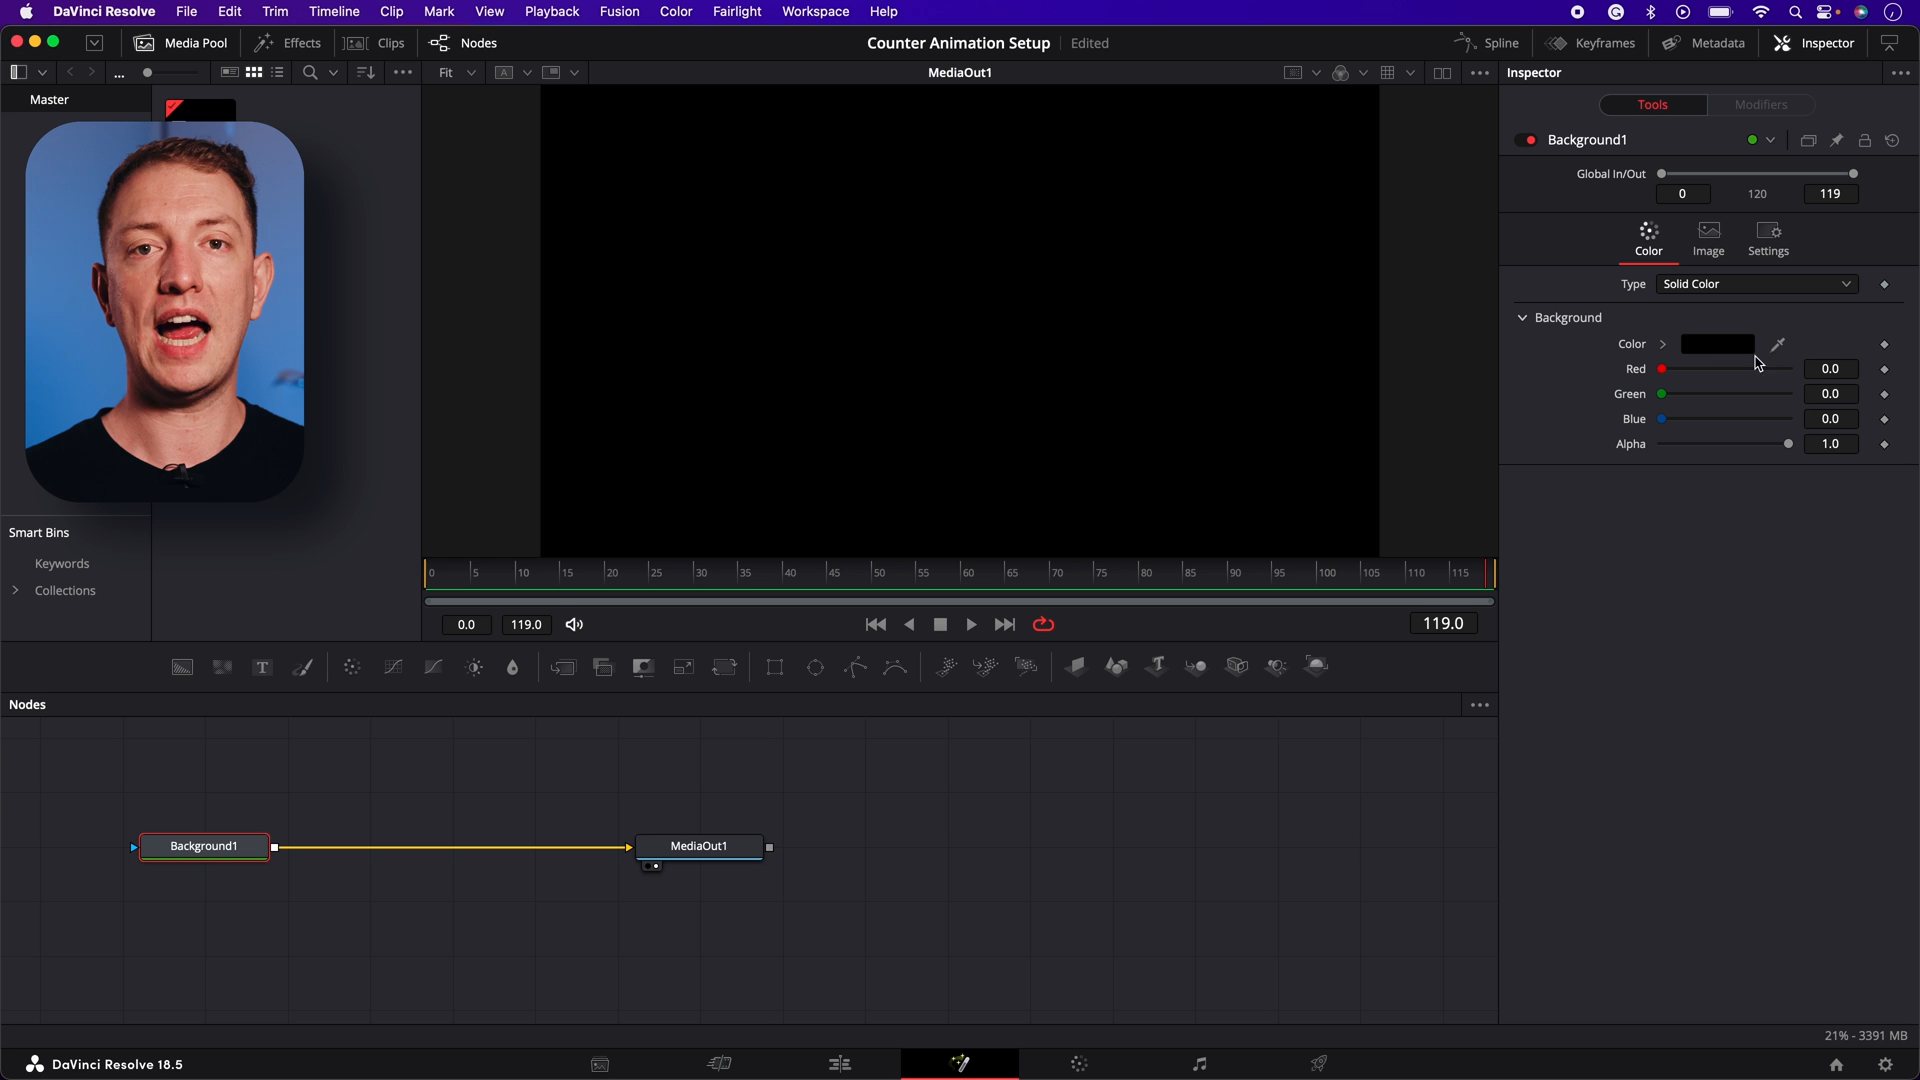 DaVinci Resolve File Edit Trim Timeline Clip Mark View Playback Fusion Color Fairlight Workspace Help
Media Pool Effects Clips Nodes Counter Animation Setup Edited Spline Keyframes Metadata Inspector
... Fit A MediaOut1 Inspector
Master
Tools Modifiers
Background1
Global In/Out
0 120 119
Color Image Settings
Type Solid Color
Background
Color
Red 0.0
Green 0.0
Blue 0.0
Alpha 1.0
Smart Bins
Keywords
Collections
0 5 10 15 20 25 30 35 40 45 50 55 60 65 70 75 80 85 90 95 100 105 110 115
0.0 119.0 119.0
T T
Nodes
Background1 MediaOut1
21% - 3391 MB
DaVinci Resolve 18.5